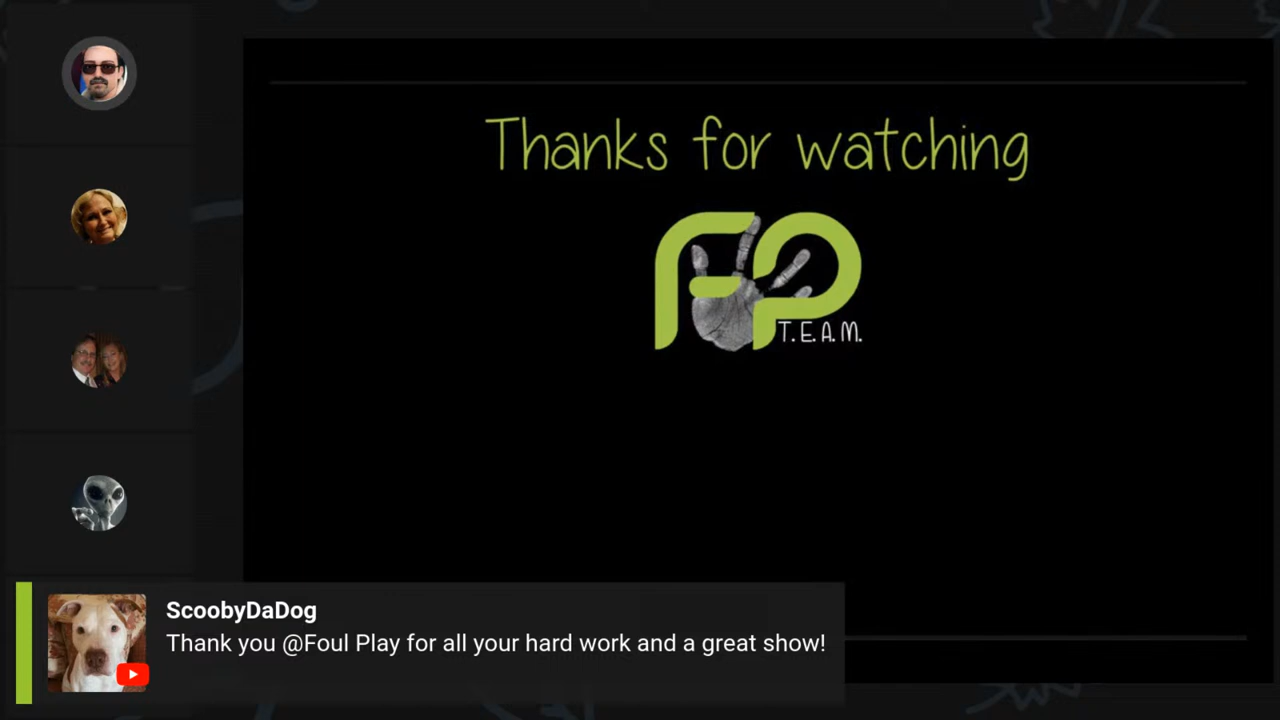 Thanks for watching
FP
T.E.A.M.
ScoobyDaDog
Thank you @Foul Play for all your hard work and a great show!